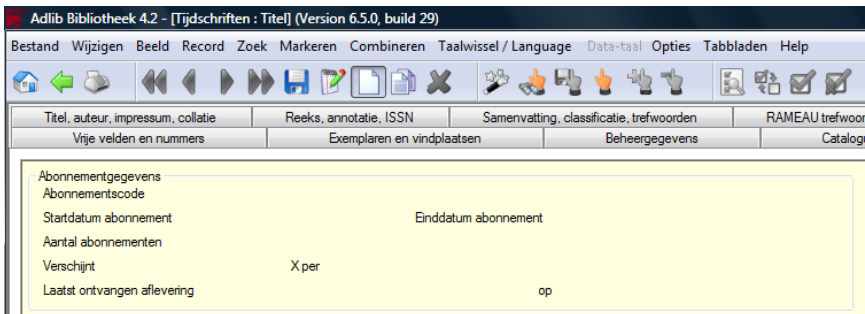 Adlib Bibliotheek 4.2 - [Tijdschriften : Titel] (Version 6.5.0, build 29)
Bestand Wijzigen Beeld Record Zoek Markeren Combineren Taalwissel / Language Data-taal Opties Tabbladen Help
Titel, auteur, impressum, collatie Reeks, annotatie, ISSN Samenvatting, classificatie, trefwoorden RAMEAU trefwoor
Vrije velden en nummers Exemplaren en vindplaatsen Beheergegevens Catalogu
Abonnementgegevens
Abonnementscode
Startdatum abonnement Einddatum abonnement
Aantal abonnementen
Verschijnt X per
Laatst ontvangen aflevering op